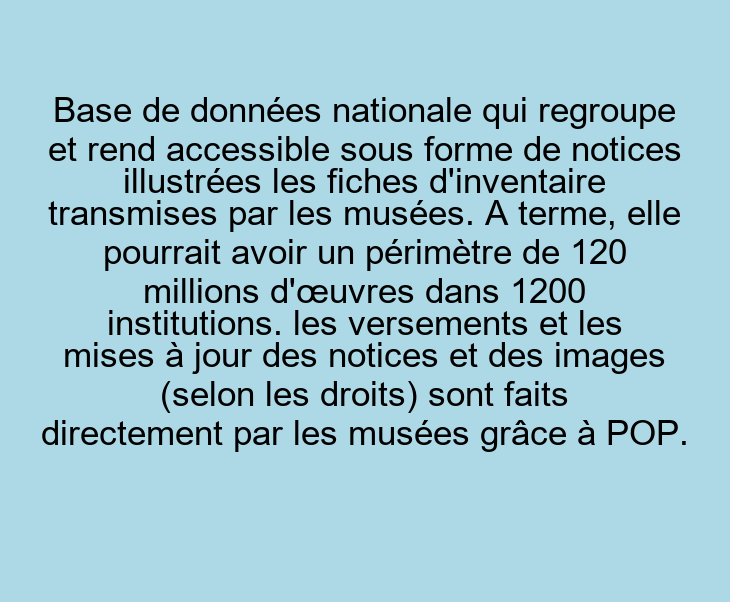 Base de données nationale qui regroupe
et rend accessible sous forme de notices
illustrées les fiches d'inventaire
transmises par les musées. A terme, elle
pourrait avoir un périmètre de 120
millions d'œuvres dans 1200
institutions. les versements et les
mises à jour des notices et des images
(selon les droits) sont faits
directement par les musées grâce à POP.